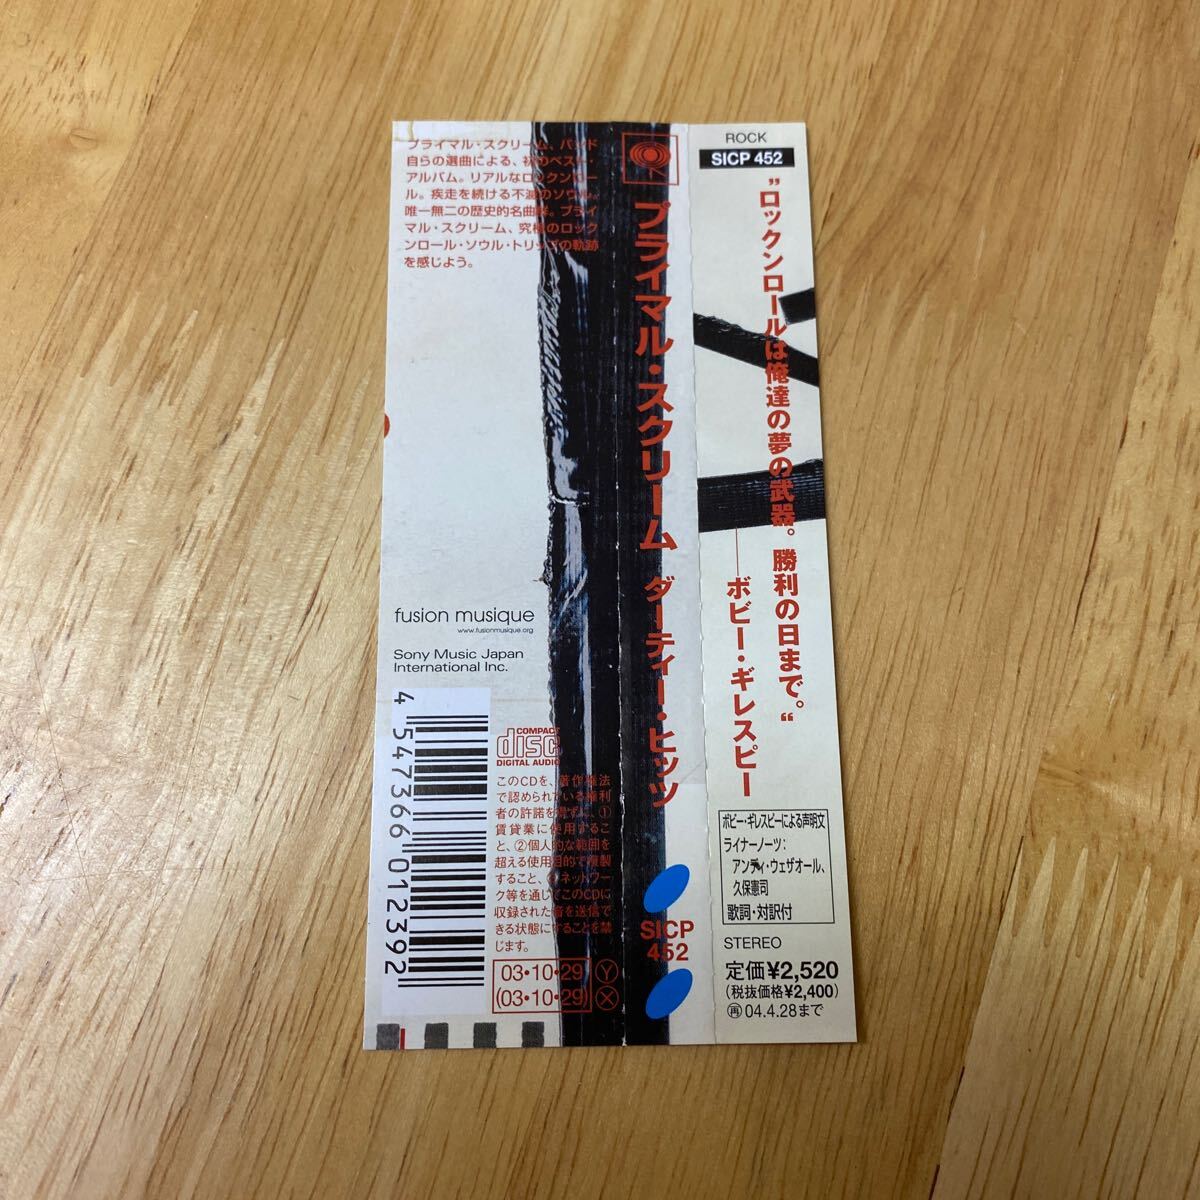 プライマル・スクリーム、バンド
自らの選曲による、初のベスト・
アルバム。リアルなロックンロー
ル。疾走を続ける不滅のソウル。
唯一無二の歴史的名曲群。プライ
マル・スクリーム、究極のロック
ンロール・ソウル・トリップの軌跡
を感じよう。
fusion musique
www.fusionmusique.org
Sony Music Japan
International Inc.
4 547366 012392
COMPACT
disc
DIGITAL AUDIO
このCDを、著作権法
で認められている権利
者の許諾を得ずに、①
賃貸業に使用するこ
と、②個人的な範囲を
超える使用目的で複製
すること、③ネットワー
ク等を通じてこのCDに
収録された音を送信で
きる状態にすることを禁
じます。
03・10・29 Ⓨ
(03・10・29) Ⓧ
プライマル・スクリーム ダーティー・ヒッツ
SICP
452
ROCK
SICP 452
”ロックンロールは俺達の夢の武器。勝利の日まで。“
──ボビー・ギレスピー
ボビー・ギレスピーによる声明文
ライナーノーツ：
アンディ・ウェザオール、
久保憲司
歌詞・対訳付
STEREO
定価¥2,520
(税抜価格¥2,400)
㊢04.4.28まで